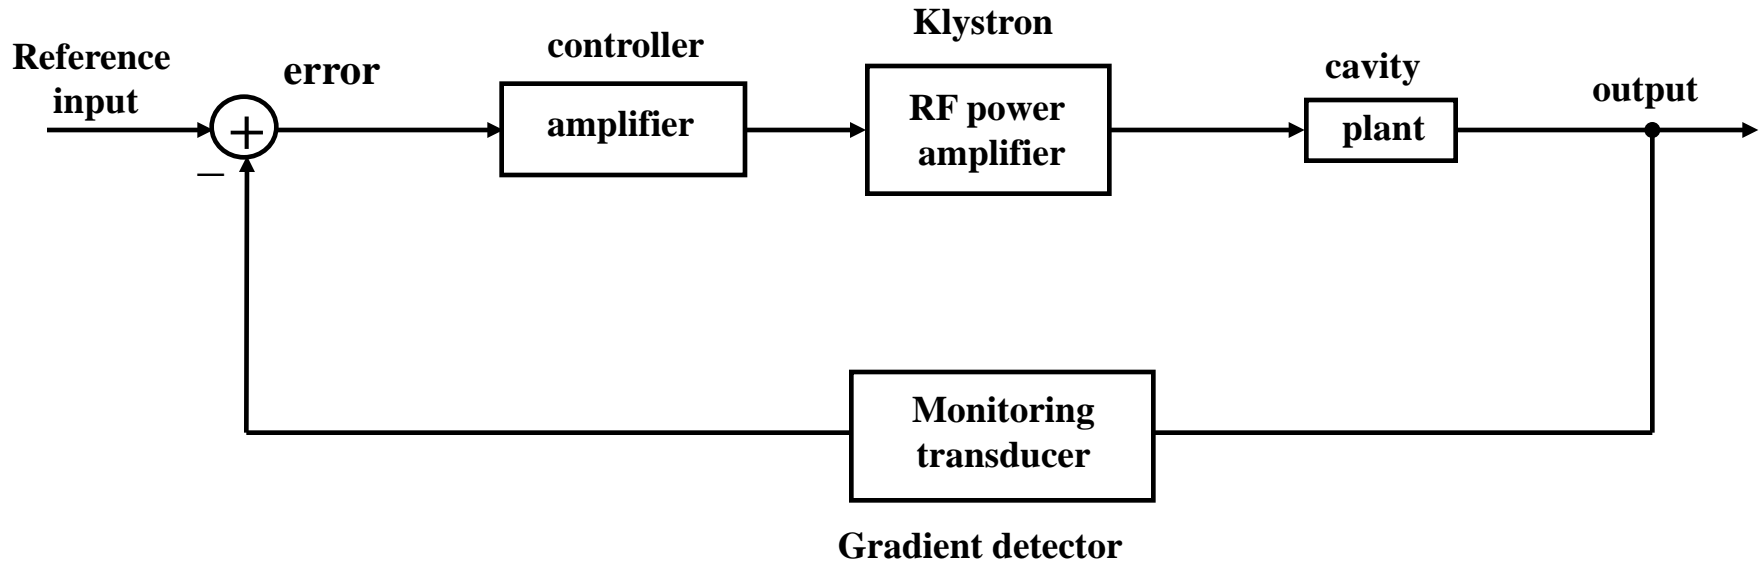 Reference
input
error
+
−
controller
amplifier
Klystron
RF power
amplifier
cavity
plant
output
Monitoring
transducer
Gradient detector